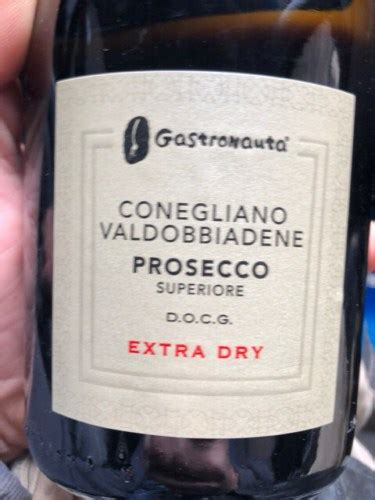 Gastronauta®
CONEGLIANO
VALDOBBIADENE
PROSECCO
SUPERIORE
D.O.C.G.
EXTRA DRY